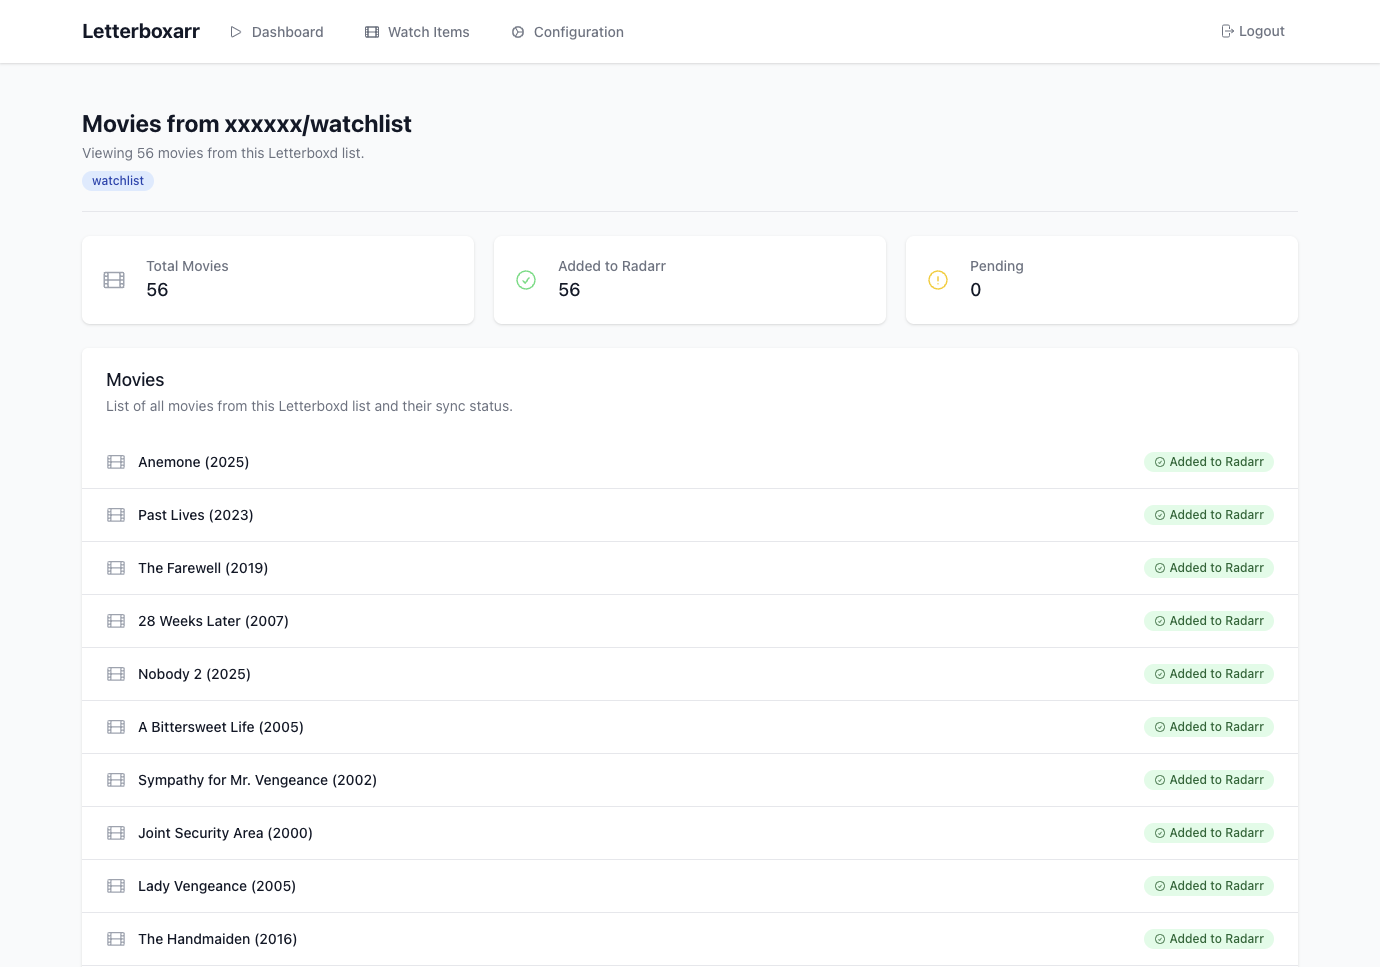 Letterboxarr
Dashboard
Watch Items
Configuration
Logout
Movies from xxxxxx/watchlist
Viewing 56 movies from this Letterboxd list.
watchlist
Total Movies
56
Added to Radarr
56
Pending
0
Movies
List of all movies from this Letterboxd list and their sync status.
Anemone (2025) Added to Radarr
Past Lives (2023) Added to Radarr
The Farewell (2019) Added to Radarr
28 Weeks Later (2007) Added to Radarr
Nobody 2 (2025) Added to Radarr
A Bittersweet Life (2005) Added to Radarr
Sympathy for Mr. Vengeance (2002) Added to Radarr
Joint Security Area (2000) Added to Radarr
Lady Vengeance (2005) Added to Radarr
The Handmaiden (2016) Added to Radarr